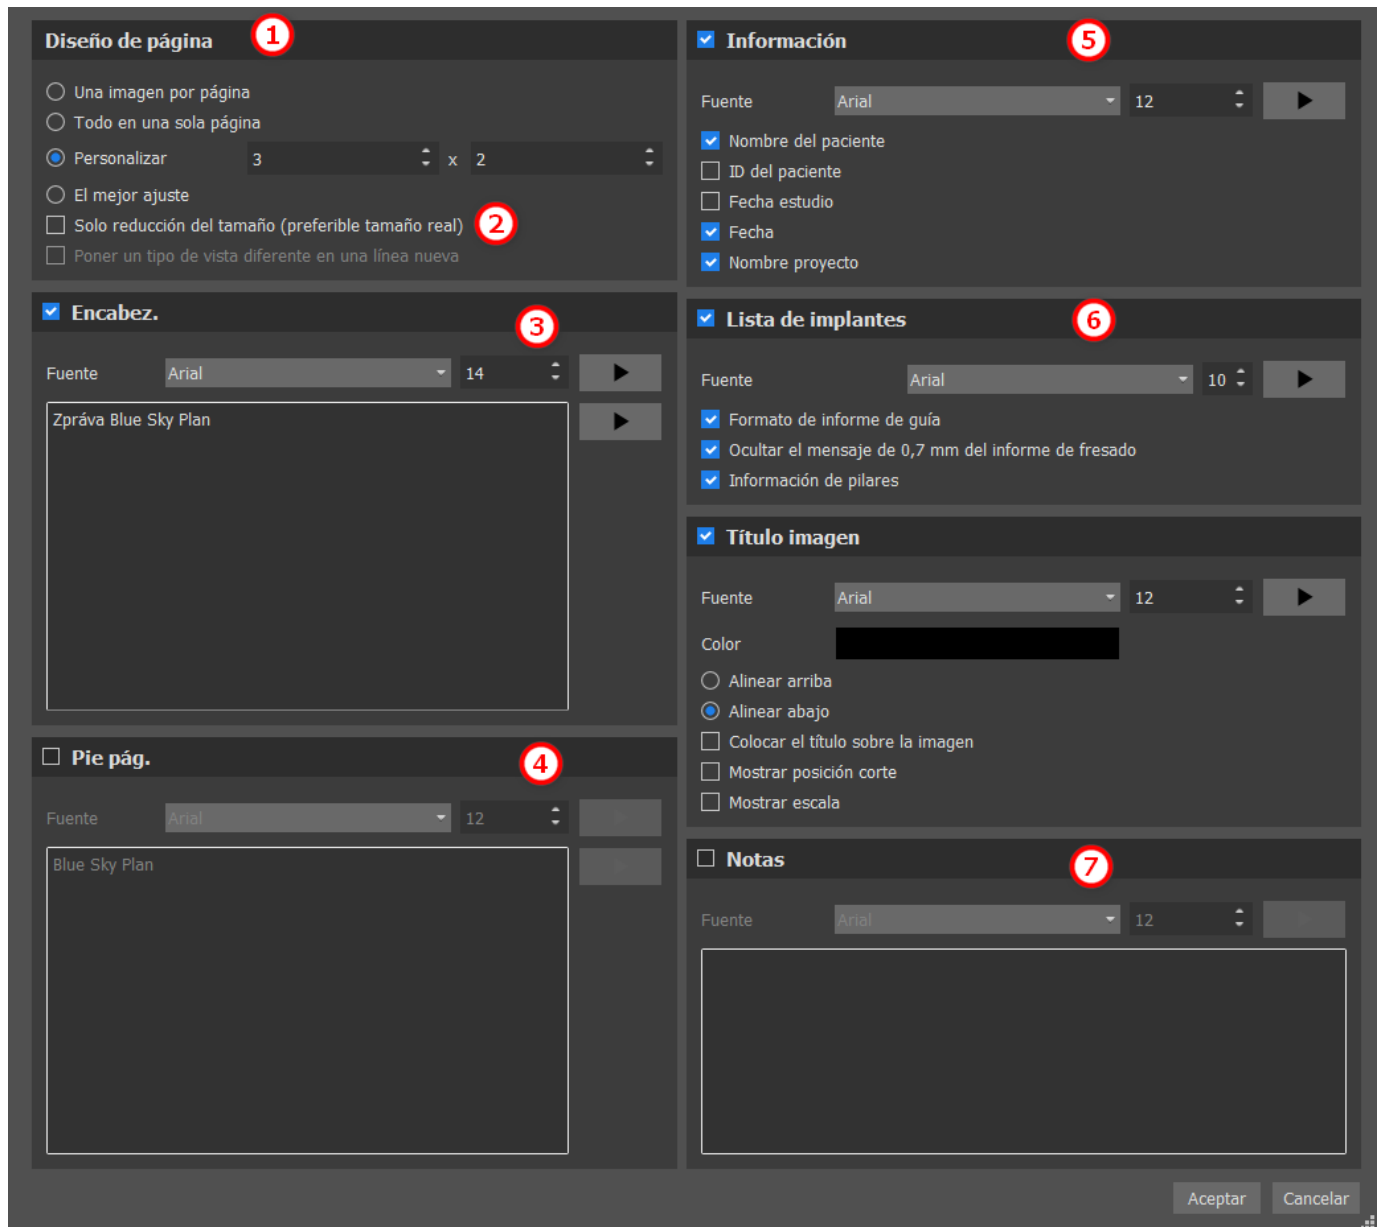 Diseño de página 1
Una imagen por página
Todo en una sola página
Personalizar 3 x 2
El mejor ajuste
Solo reducción del tamaño (preferible tamaño real) 2
Poner un tipo de vista diferente en una línea nueva
Encabez. 3
Fuente Arial 14
Zpráva Blue Sky Plan
Pie pág. 4
Fuente Arial 12
Blue Sky Plan
Información 5
Fuente Arial 12
Nombre del paciente
ID del paciente
Fecha estudio
Fecha
Nombre proyecto
Lista de implantes 6
Fuente Arial 10
Formato de informe de guía
Ocultar el mensaje de 0,7 mm del informe de fresado
Información de pilares
Título imagen
Fuente Arial 12
Color
Alinear arriba
Alinear abajo
Colocar el título sobre la imagen
Mostrar posición corte
Mostrar escala
Notas 7
Fuente Arial 12
Aceptar Cancelar